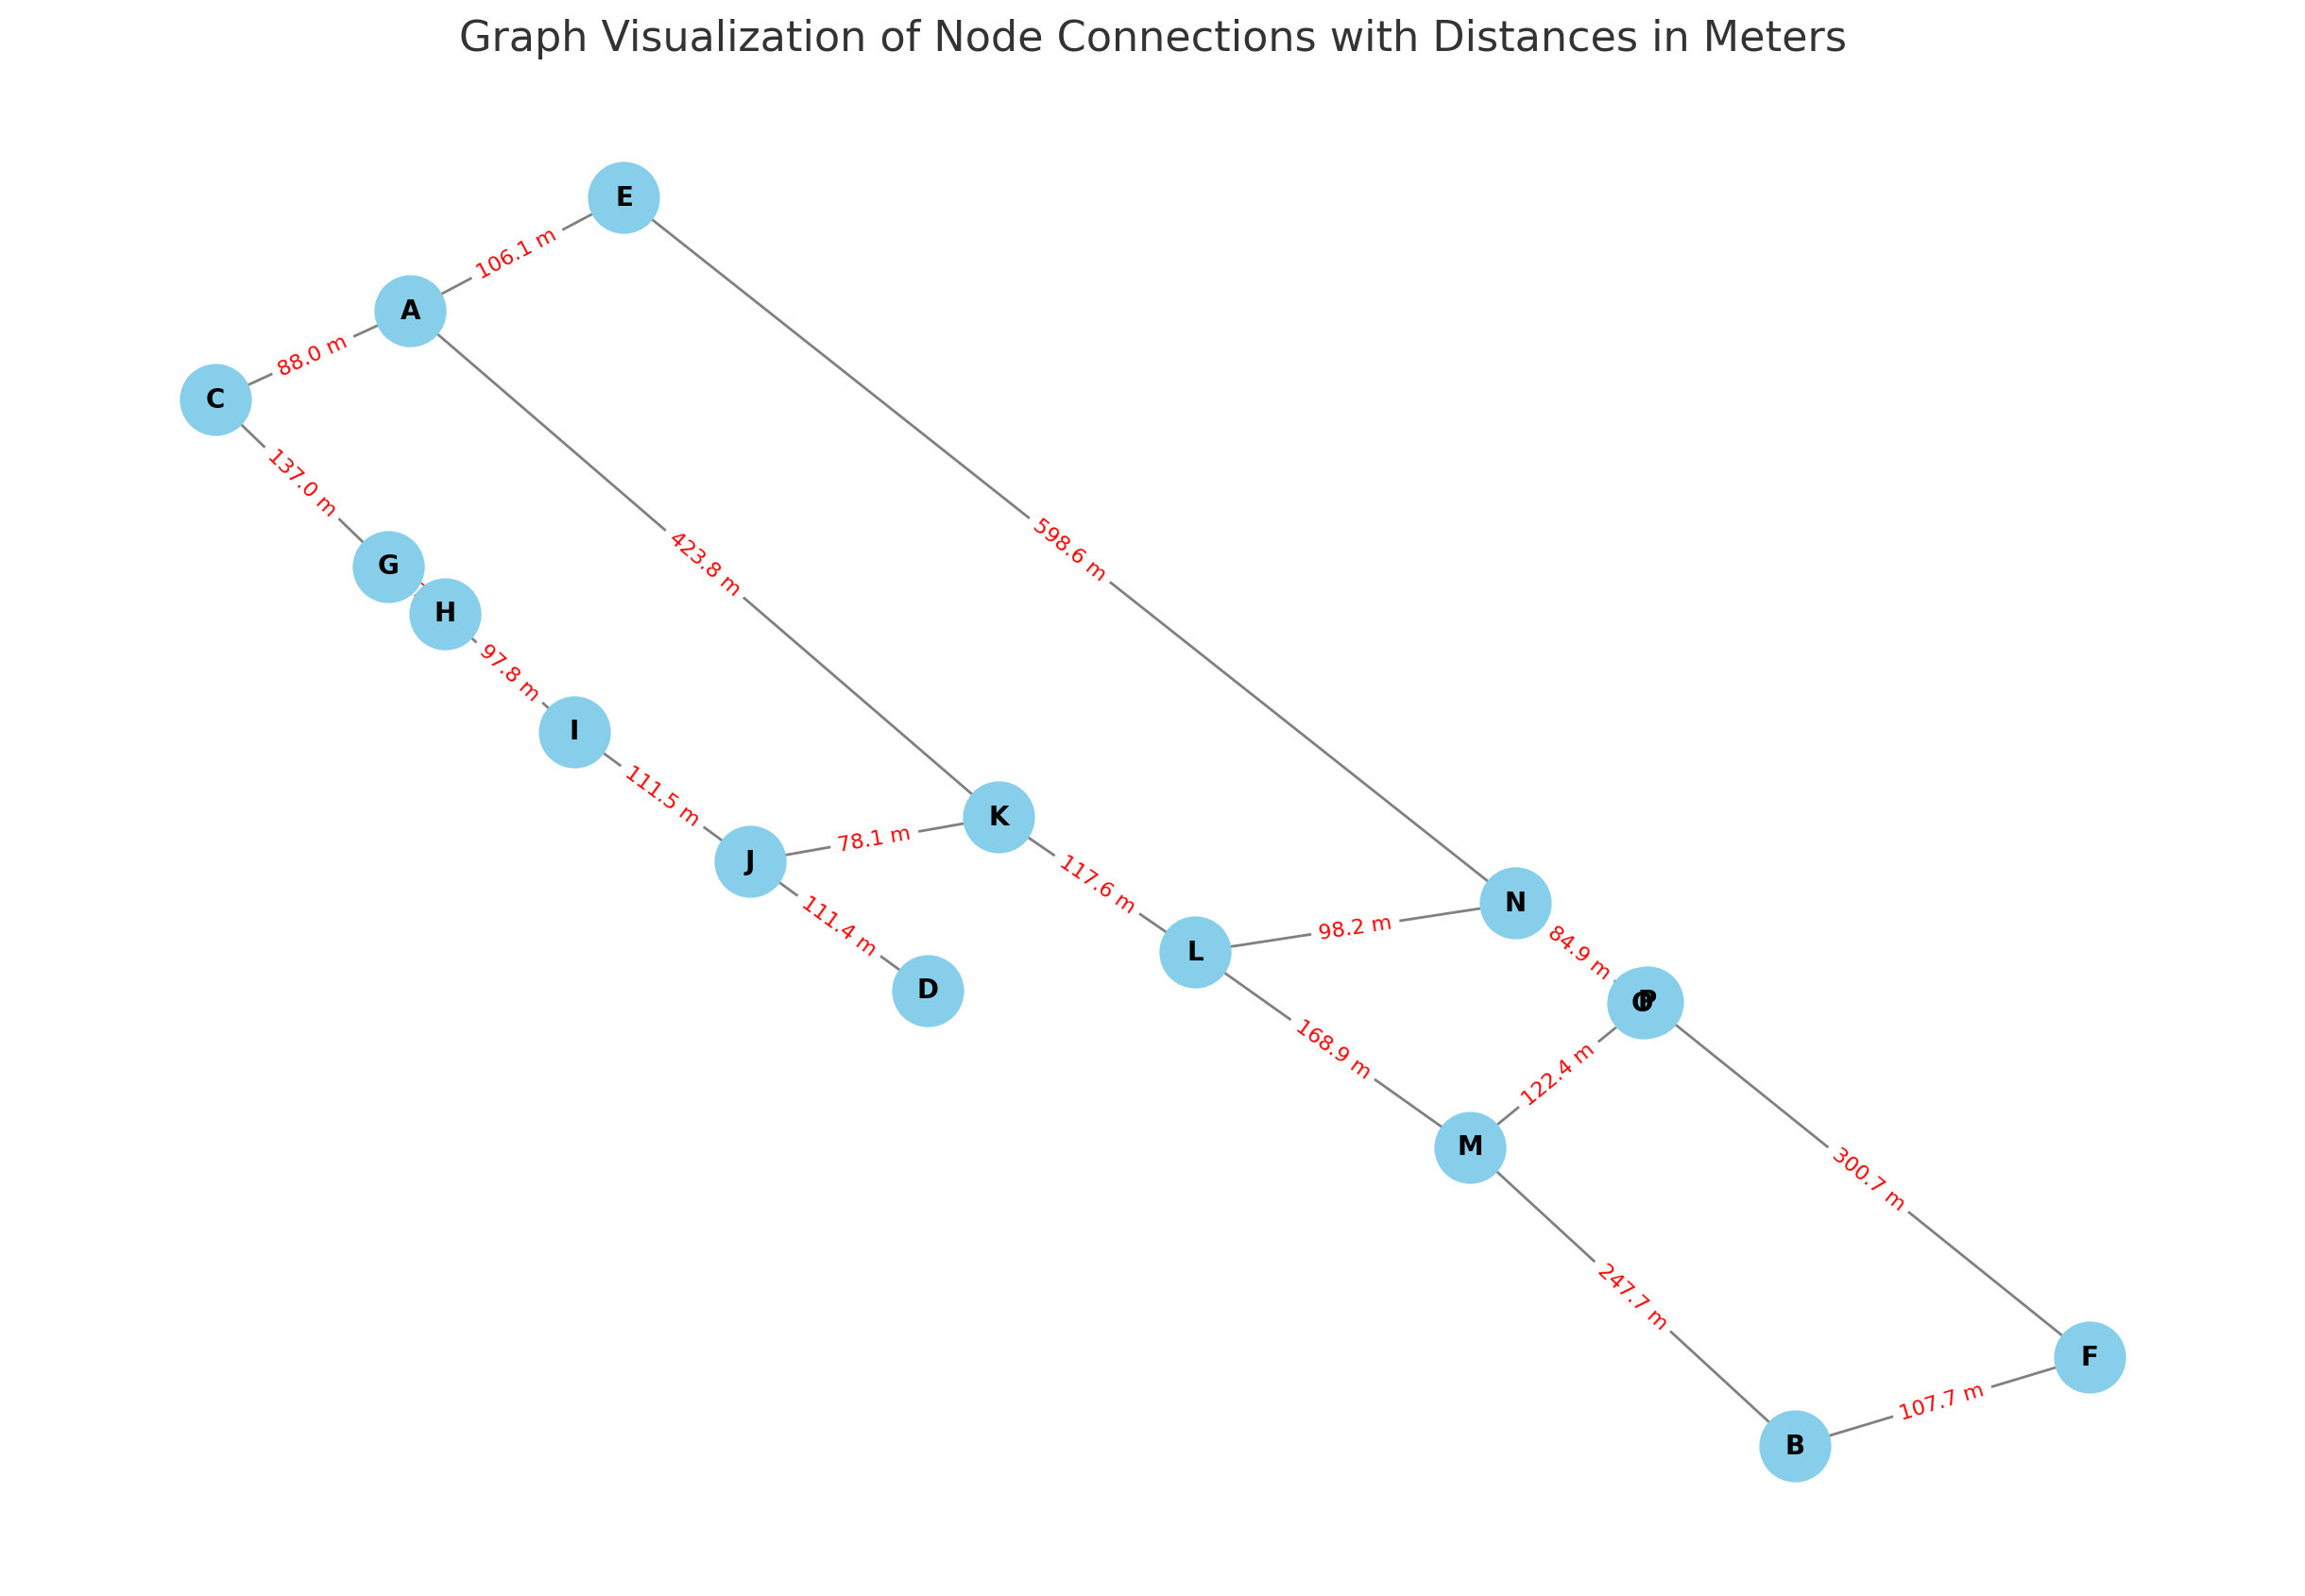 Graph Visualization of Node Connections with Distances in Meters
E
106.1 m
A
88.0 m
C
137.0 m
598.6 m
423.8 m
G
H
97.8 m
I
111.5 m
K
78.1 m
J
117.6 m
111.4 m
N
98.2 m
84.9 m
L
D
O
P
168.9 m
122.4 m
M
300.7 m
247.7 m
F
107.7 m
B